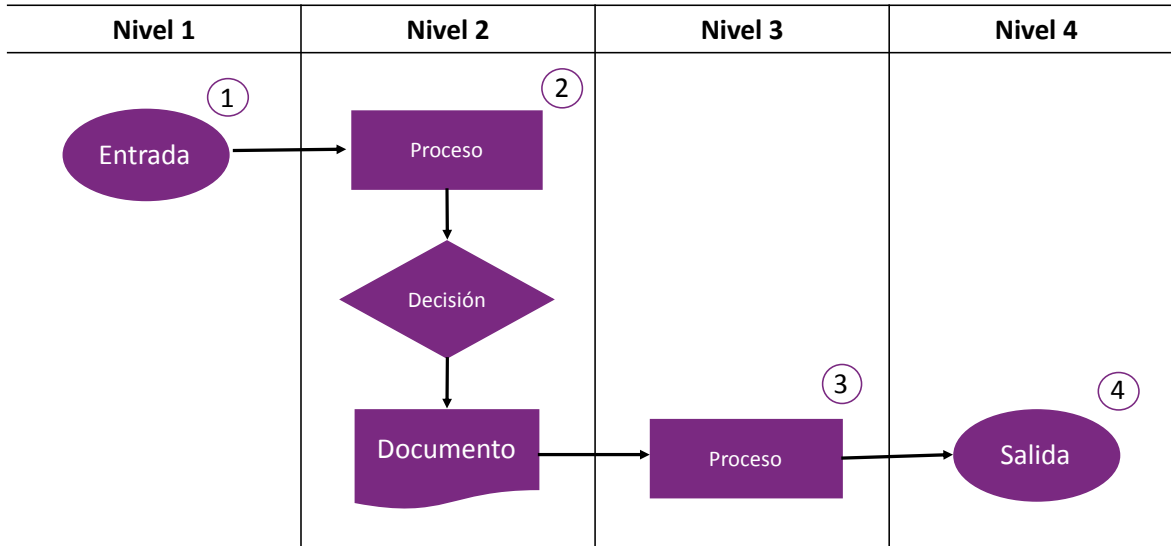 Nivel 1
Nivel 2
Nivel 3
Nivel 4
1
Entrada
2
Proceso
Decisión
Documento
3
Proceso
4
Salida